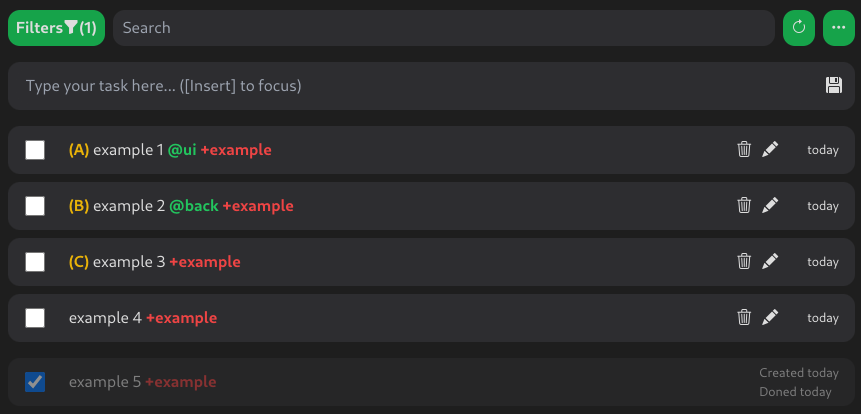 Filters(1) Search
Type your task here... ([Insert] to focus)
(A) example 1 @ui +example today
(B) example 2 @back +example today
(C) example 3 +example today
example 4 +example today
example 5 +example Created today
Doned today